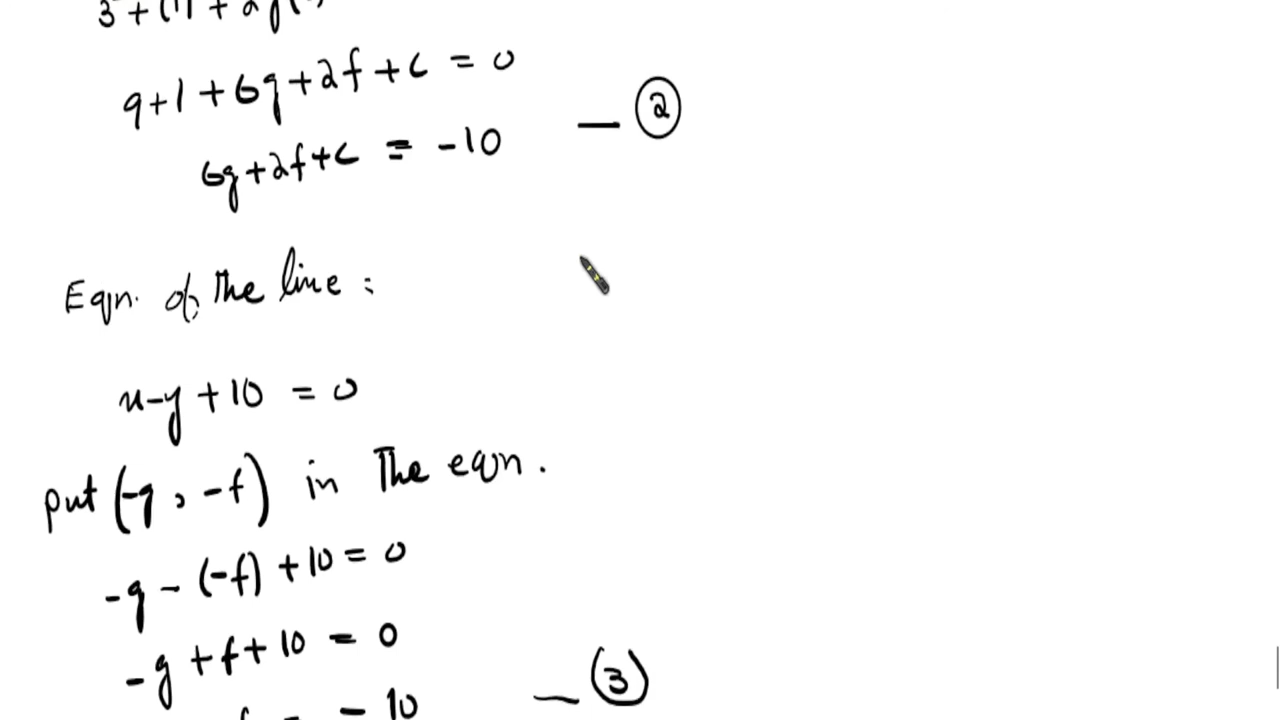 9+1+6g+2f+c = 0
6g+2f+c = -10 — ②
Eqn. of the line :
x-y+10 = 0
put (-g, -f) in the eqn.
-g - (-f) +10 = 0
-g +f+10 = 0
= -10 — ③